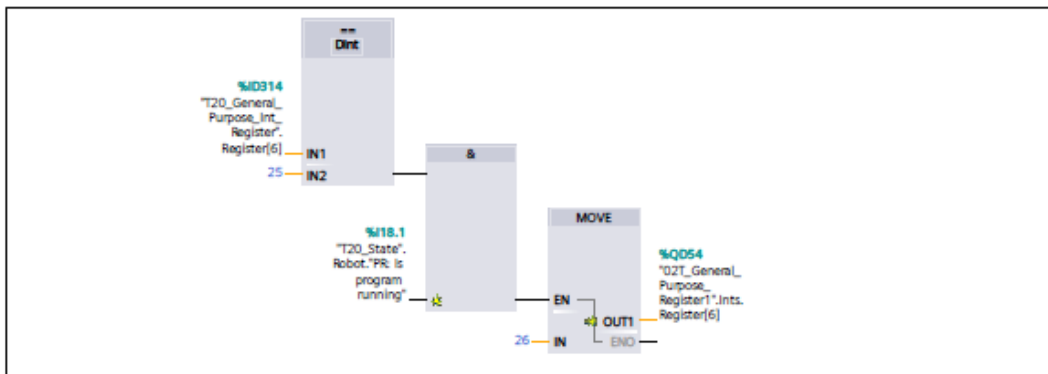 ==
Dint
%ID314
"T20_General_
Purpose_Int_
Register".
Register[6]
IN1
25
IN2
&
%I18.1
"T20_State".
Robot."PR: Is
program
running"
MOVE
EN
OUT1
26
IN
ENO
%QD54
"02T_General_
Purpose_
Register1".Ints.
Register[6]